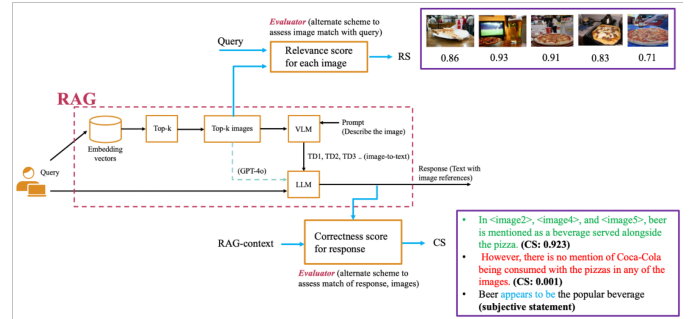 Evaluator (alternate scheme to
assess image match with query)
Query
Relevance score
for each image
RS
0.86 0.93 0.91 0.83 0.71
RAG
Embedding
vectors
Top-k
Top-k images
VLM
Prompt
(Describe the image)
TD1, TD2, TD3 .. (image-to-text)
Query
(GPT-4o)
LLM
Response (Text with
image references)
RAG-context
Correctness score
for response
CS
Evaluator (alternate scheme to
assess match of response, images)
• In <image2>, <image4>, and <image5>, beer
is mentioned as a beverage served alongside
the pizza. (CS: 0.923)
• However, there is no mention of Coca-Cola
being consumed with the pizzas in any of the
images. (CS: 0.001)
• Beer appears to be the popular beverage
(subjective statement)